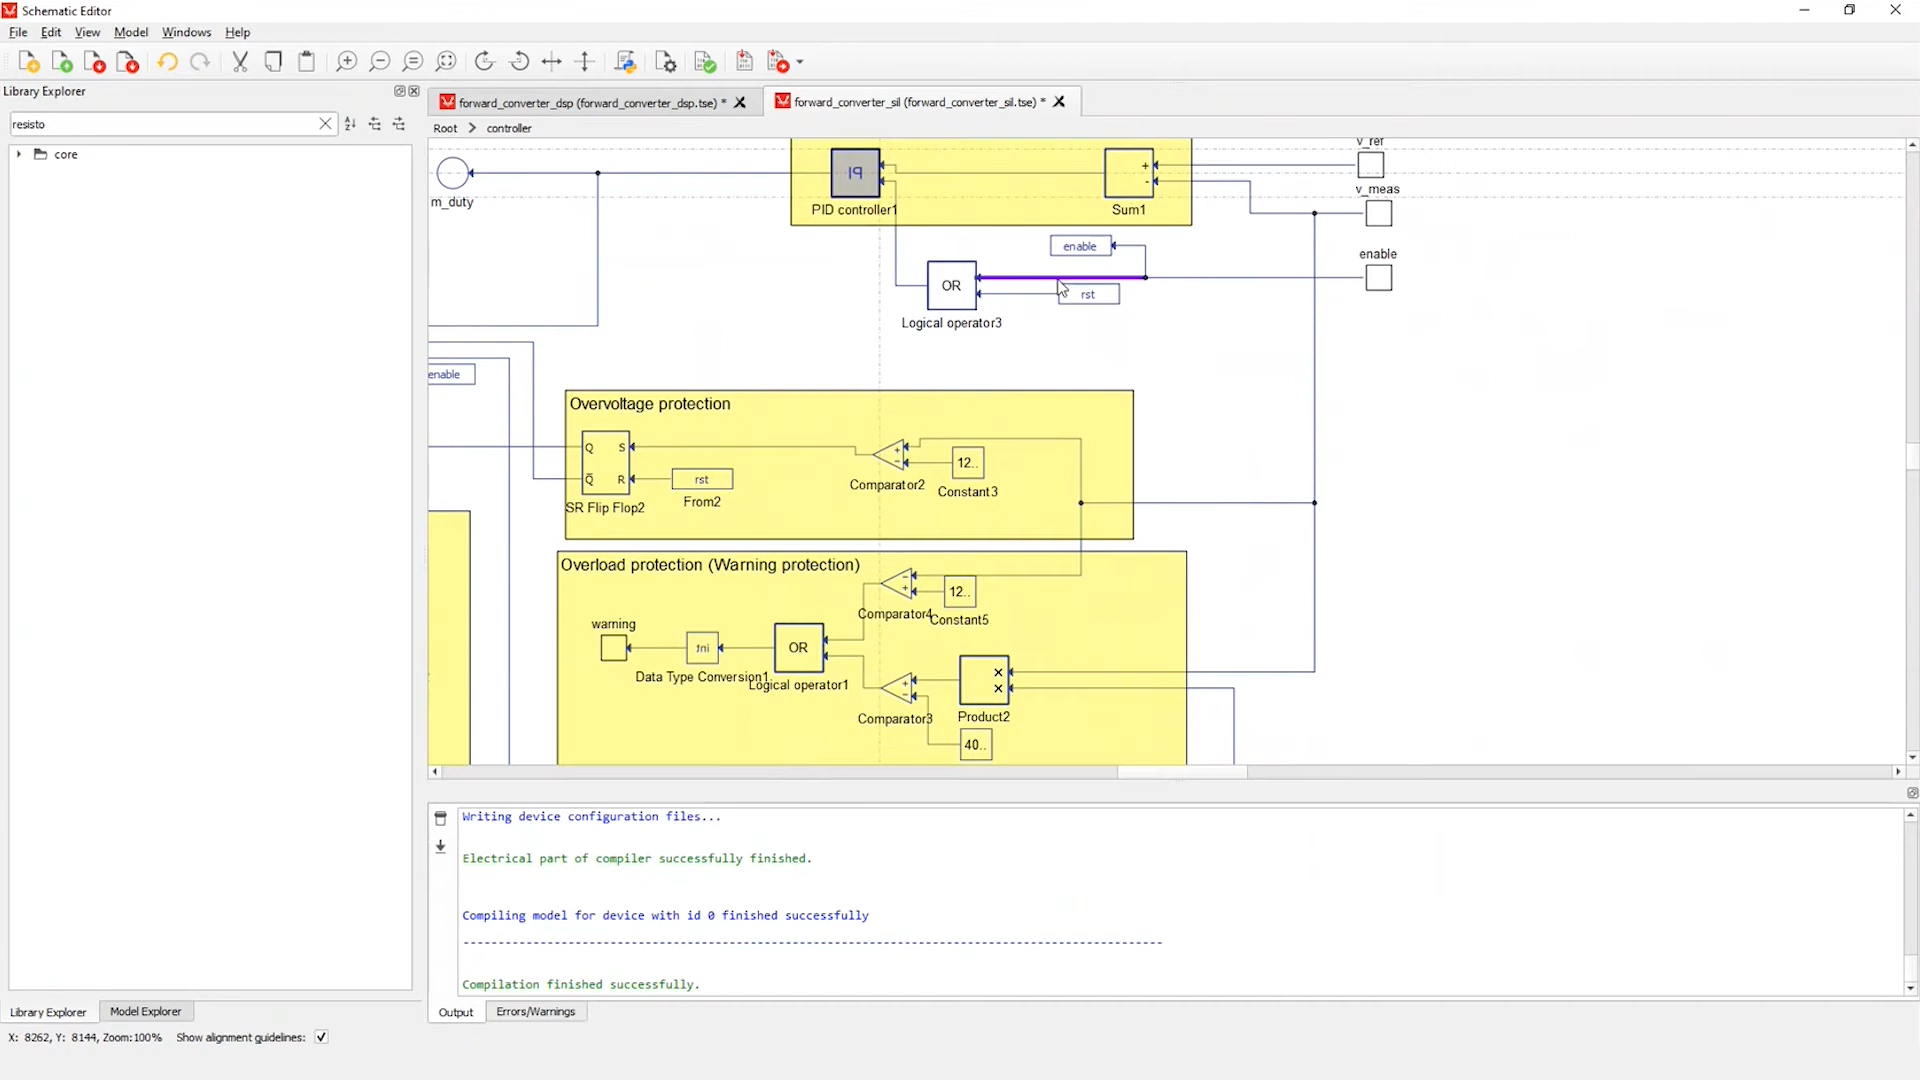 Schematic Editor
File Edit View Model Windows Help
Library Explorer
forward_converter_dsp (forward_converter_dsp.tse) *
forward_converter_sil (forward_converter_sil.tse) *
resisto
Root > controller
core
v_ref
PI
+
-
m_duty
PID controller1
Sum1
v_meas
enable
enable
OR
rst
Logical operator3
enable
Overvoltage protection
Q S
Q̅ R
rst
+
-
12..
Comparator2
Constant3
SR Flip Flop2
From2
Overload protection (Warning protection)
-
+
12..
Comparator4
Constant5
warning
int
OR
Data Type Conversion1
Logical operator1
+
-
×
×
Comparator3
Product2
40..
Writing device configuration files...
Electrical part of compiler successfully finished.
Compiling model for device with id 0 finished successfully
--------------------------------------------------------------------------------
Compilation finished successfully.
Library Explorer Model Explorer
Output Errors/Warnings
X: 8262, Y: 8144, Zoom:100% Show alignment guidelines: